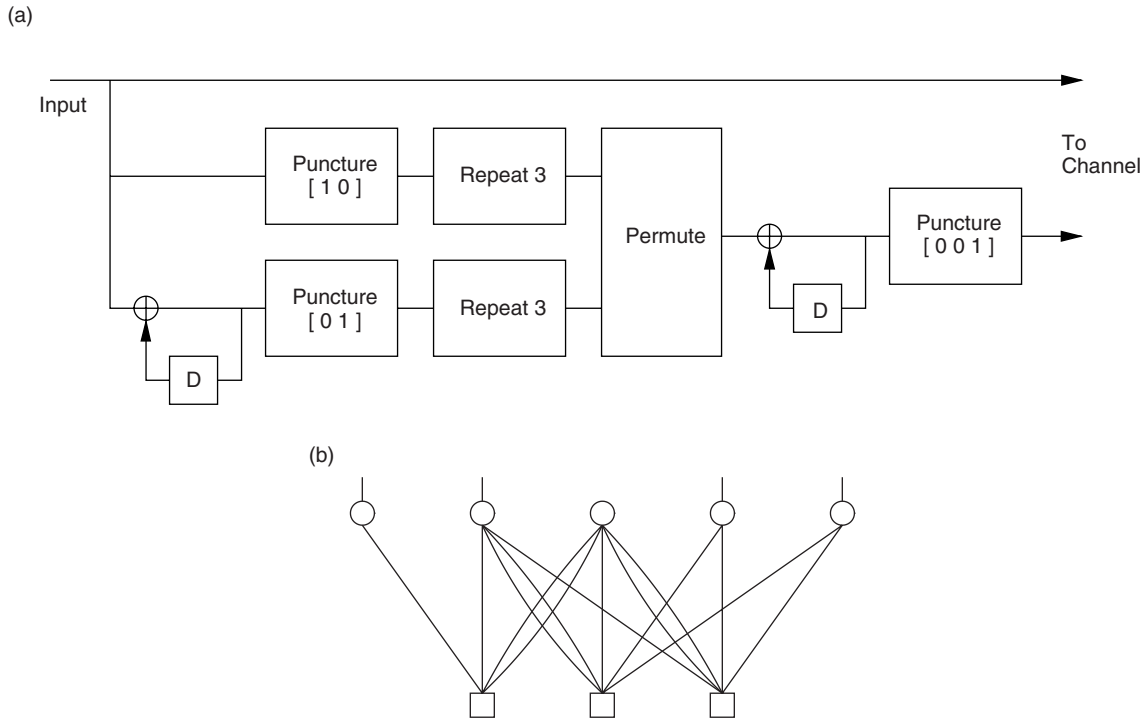 (a)
Input
To
Channel
Puncture
[ 1 0 ]
Repeat 3
Permute
Puncture
[ 0 0 1 ]
D
Puncture
[ 0 1 ]
Repeat 3
D
(b)